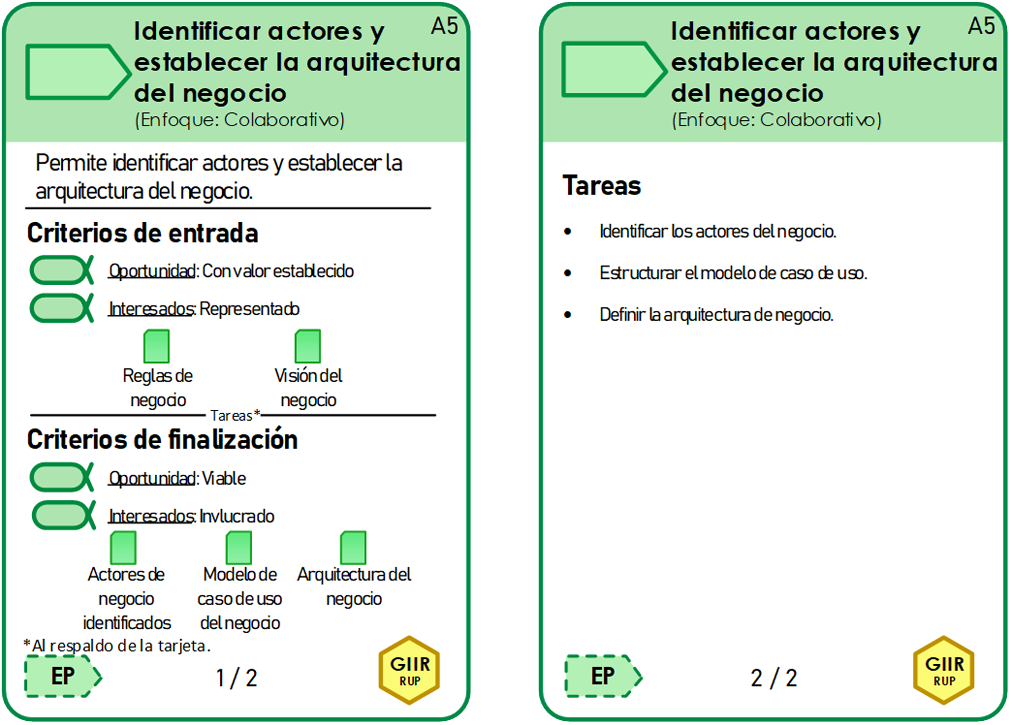 Identificar actores y
establecer la arquitectura
del negocio
(Enfoque: Colaborativo)
A5
Permite identificar actores y establecer la
arquitectura del negocio.
Criterios de entrada
Oportunidad: Con valor establecido
Interesados: Representado
Reglas de
negocio
Visión del
negocio
Tareas*
Criterios de finalización
Oportunidad: Viable
Interesados: Invlucrado
Actores de
negocio
identificados
Modelo de
caso de uso
del negocio
Arquitectura del
negocio
*Al respaldo de la tarjeta.
EP
1 / 2
GIIR
RUP
Identificar actores y
establecer la arquitectura
del negocio
(Enfoque: Colaborativo)
A5
Tareas
• Identificar los actores del negocio.
• Estructurar el modelo de caso de uso.
• Definir la arquitectura de negocio.
EP
2 / 2
GIIR
RUP